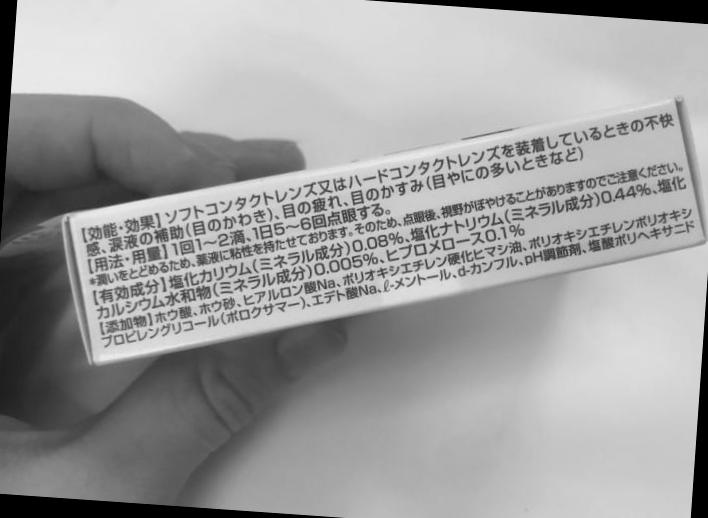 【効能・効果】ソフトコンタクトレンズ又はハードコンタクトレンズを装着しているときの不快
感、涙液の補助(目のかわき)、目の疲れ、目のかすみ(目やにの多いときなど)
【用法・用量】1回1〜2滴、1日5〜6回点眼する。
*潤いをとどめるため、薬液に粘性を持たせております。そのため、点眼後、視野がぼやけることがありますのでご注意ください。
【有効成分】塩化カリウム(ミネラル成分)0.08%、塩化ナトリウム(ミネラル成分)0.44%、塩化
カルシウム水和物(ミネラル成分)0.005%、ヒプロメロース0.1%
【添加物】ホウ酸、ホウ砂、ヒアルロン酸Na、ポリオキシエチレン硬化ヒマシ油、ポリオキシエチレンポリオキシ
プロピレングリコール(ポロクサマー)、エデト酸Na、ℓ-メントール、d-カンフル、pH調節剤、塩酸ポリヘキサニド